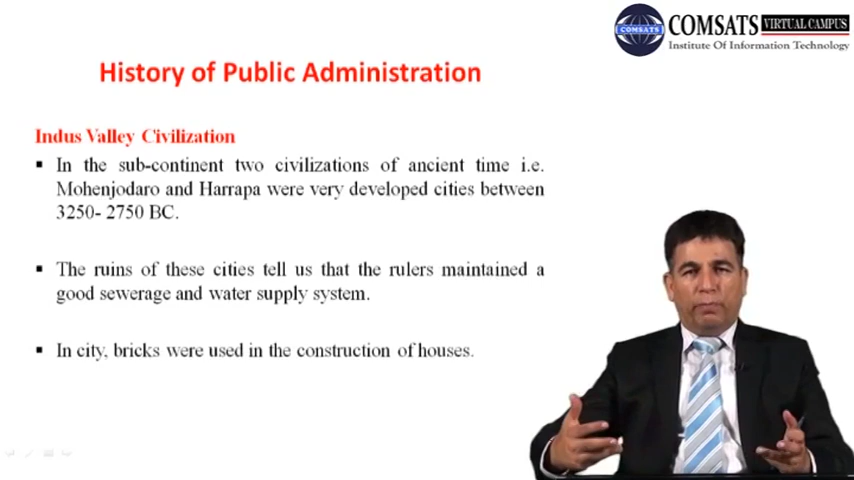 COMSATS VIRTUAL CAMPUS
COMSATS
Institute Of Information Technology
History of Public Administration
Indus Valley Civilization
▪ In the sub-continent two civilizations of ancient time i.e.
Mohenjodaro and Harrapa were very developed cities between
3250- 2750 BC.
▪ The ruins of these cities tell us that the rulers maintained a
good sewerage and water supply system.
▪ In city, bricks were used in the construction of houses.